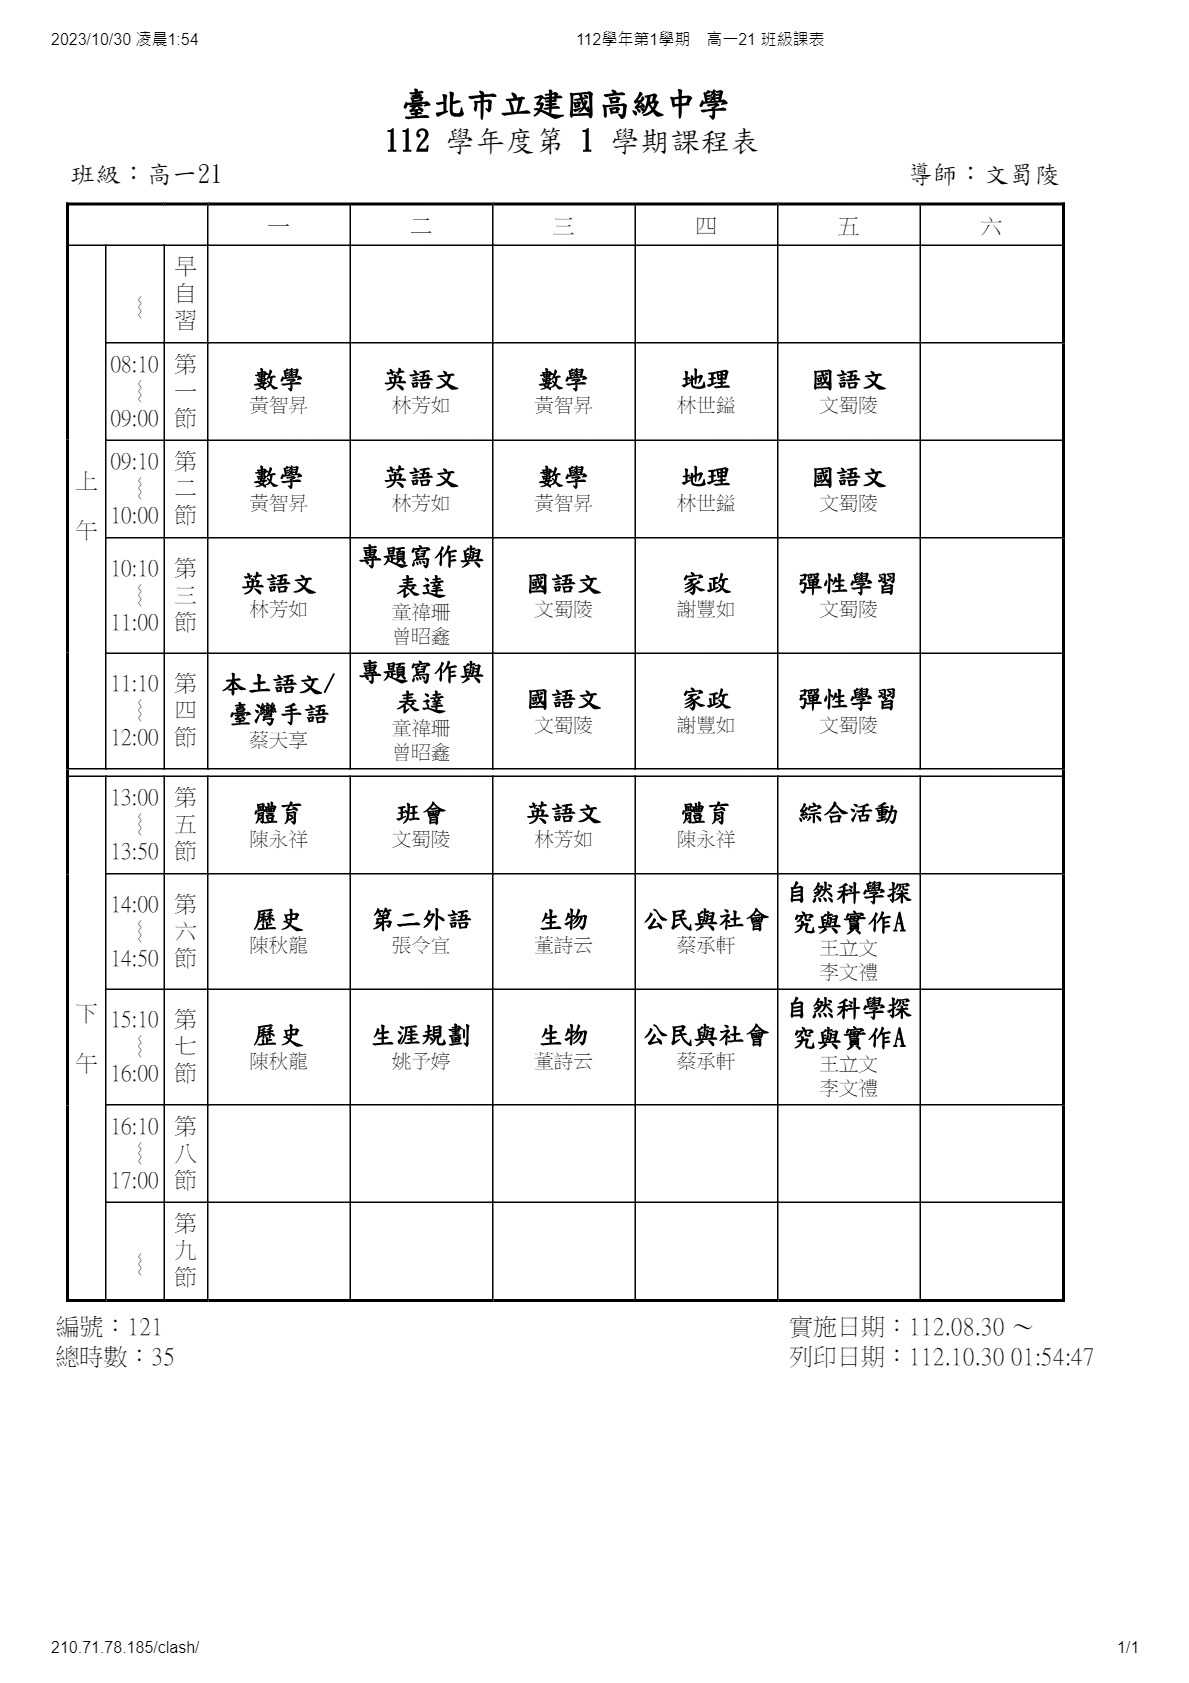 2023/10/30 凌晨1:54
112學年第1學期　高一21 班級課表
臺北市立建國高級中學
112 學年度第 1 學期課程表
班級：高一21
導師：文蜀陵
一 二 三 四 五 六
上午
～
早自習
08:10
～
09:00
第一節
數學
黃智昇
英語文
林芳如
數學
黃智昇
地理
林世鎰
國語文
文蜀陵
09:10
～
10:00
第二節
數學
黃智昇
英語文
林芳如
數學
黃智昇
地理
林世鎰
國語文
文蜀陵
10:10
～
11:00
第三節
英語文
林芳如
專題寫作與
表達
童禕珊
曾昭鑫
國語文
文蜀陵
家政
謝豐如
彈性學習
文蜀陵
11:10
～
12:00
第四節
本土語文/
臺灣手語
蔡天享
專題寫作與
表達
童禕珊
曾昭鑫
國語文
文蜀陵
家政
謝豐如
彈性學習
文蜀陵
下午
13:00
～
13:50
第五節
體育
陳永祥
班會
文蜀陵
英語文
林芳如
體育
陳永祥
綜合活動
14:00
～
14:50
第六節
歷史
陳秋龍
第二外語
張令宜
生物
董詩云
公民與社會
蔡承軒
自然科學探
究與實作A
王立文
李文禮
15:10
～
16:00
第七節
歷史
陳秋龍
生涯規劃
姚予婷
生物
董詩云
公民與社會
蔡承軒
自然科學探
究與實作A
王立文
李文禮
16:10
～
17:00
第八節
～
第九節
編號：121
實施日期：112.08.30 ～
總時數：35
列印日期：112.10.30 01:54:47
210.71.78.185/clash/
1/1